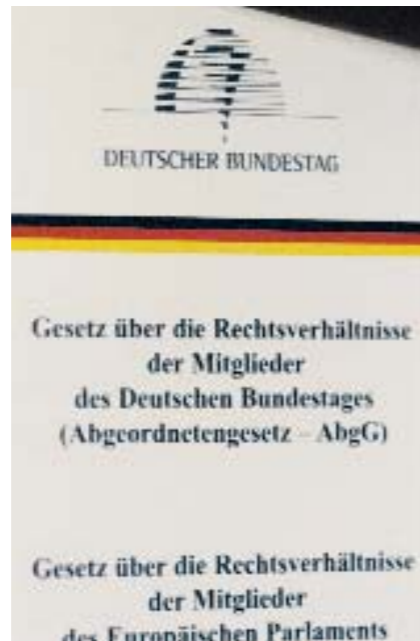 DEUTSCHER BUNDESTAG
Gesetz über die Rechtsverhältnisse
der Mitglieder
des Deutschen Bundestages
(Abgeordnetengesetz – AbgG)
Gesetz über die Rechtsverhältnisse
der Mitglieder
des Europäischen Parlaments